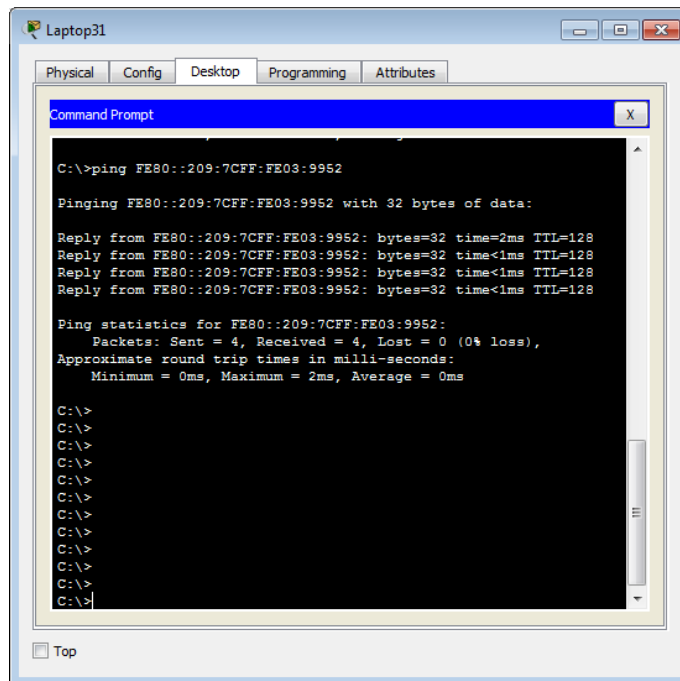 Laptop31
Physical Config Desktop Programming Attributes
Command Prompt X
C:\>ping FE80::209:7CFF:FE03:9952
Pinging FE80::209:7CFF:FE03:9952 with 32 bytes of data:
Reply from FE80::209:7CFF:FE03:9952: bytes=32 time=2ms TTL=128
Reply from FE80::209:7CFF:FE03:9952: bytes=32 time<1ms TTL=128
Reply from FE80::209:7CFF:FE03:9952: bytes=32 time<1ms TTL=128
Reply from FE80::209:7CFF:FE03:9952: bytes=32 time<1ms TTL=128
Ping statistics for FE80::209:7CFF:FE03:9952:
Packets: Sent = 4, Received = 4, Lost = 0 (0% loss),
Approximate round trip times in milli-seconds:
Minimum = 0ms, Maximum = 2ms, Average = 0ms
C:\>
C:\>
C:\>
C:\>
C:\>
C:\>
C:\>
C:\>
C:\>
C:\>
C:\>
C:\>
Top